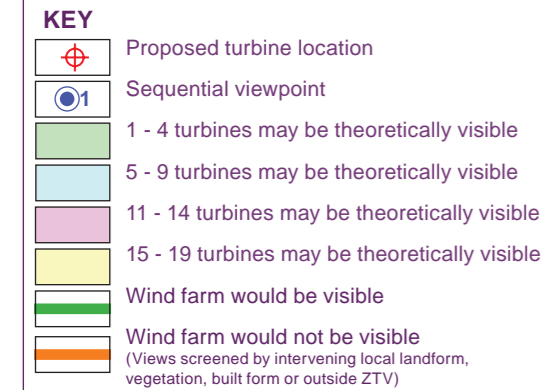 KEY
Proposed turbine location
1 Sequential viewpoint
1 - 4 turbines may be theoretically visible
5 - 9 turbines may be theoretically visible
11 - 14 turbines may be theoretically visible
15 - 19 turbines may be theoretically visible
Wind farm would be visible
Wind farm would not be visible
(Views screened by intervening local landform,
vegetation, built form or outside ZTV)